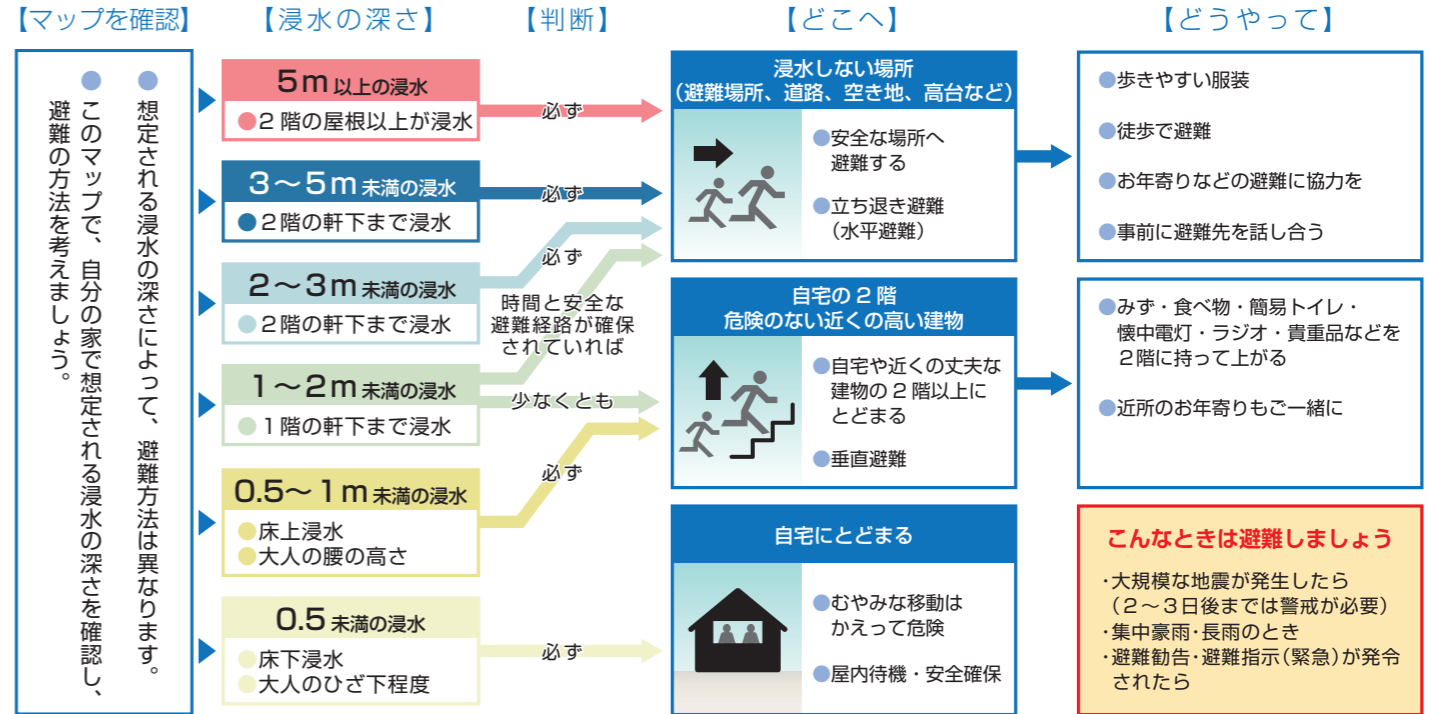 【マップを確認】
【浸水の深さ】
【判断】
【どこへ】
【どうやって】
●想定される浸水の深さによって、避難方法は異なります。
●このマップで、自分の家で想定される浸水の深さを確認し、
避難の方法を考えましょう。
5m以上の浸水
●2階の屋根以上が浸水
3〜5m未満の浸水
●2階の軒下まで浸水
2〜3m未満の浸水
●2階の軒下まで浸水
1〜2m未満の浸水
●1階の軒下まで浸水
0.5〜1m未満の浸水
●床上浸水
●大人の腰の高さ
0.5未満の浸水
●床下浸水
●大人のひざ下程度
必ず
必ず
必ず
時間と安全な
避難経路が確保
されていれば
少なくとも
必ず
必ず
浸水しない場所
(避難場所、道路、空き地、高台など)
●安全な場所へ
避難する
●立ち退き避難
(水平避難)
自宅の2階
危険のない近くの高い建物
●自宅や近くの丈夫な
建物の2階以上に
とどまる
●垂直避難
自宅にとどまる
●むやみな移動は
かえって危険
●屋内待機・安全確保
●歩きやすい服装
●徒歩で避難
●お年寄りなどの避難に協力を
●事前に避難先を話し合う
●みず・食べ物・簡易トイレ・
懐中電灯・ラジオ・貴重品などを
2階に持って上がる
●近所のお年寄りもご一緒に
こんなときは避難しましょう
・大規模な地震が発生したら
(2〜3日後までは警戒が必要)
・集中豪雨・長雨のとき
・避難勧告・避難指示(緊急)が発令
されたら